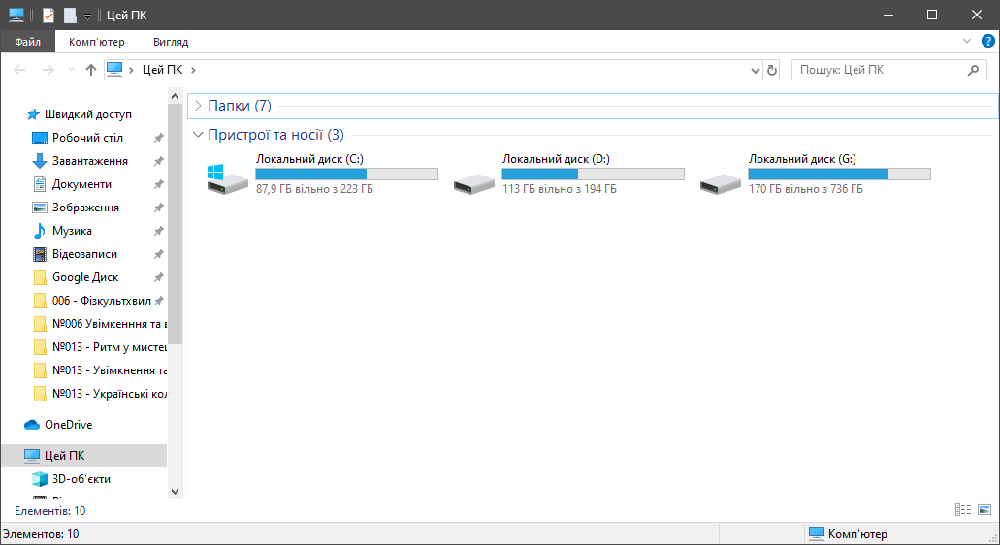 Цей ПК
Файл Комп'ютер Вигляд
Цей ПК
Пошук: Цей ПК
Швидкий доступ
Робочий стіл
Завантаження
Документи
Зображення
Музика
Відеозаписи
Google Диск
006 - Фізкультхвил
№006 Увімкенння та в
№013 - Ритм у мистец
№013 - Увімкнення та
№013 - Українські кол
OneDrive
Цей ПК
3D-об'єкти
Папки (7)
Пристрої та носії (3)
Локальний диск (C:)
87,9 ГБ вільно з 223 ГБ
Локальний диск (D:)
113 ГБ вільно з 194 ГБ
Локальний диск (G:)
170 ГБ вільно з 736 ГБ
Елементів: 10
Элементов: 10
Комп'ютер